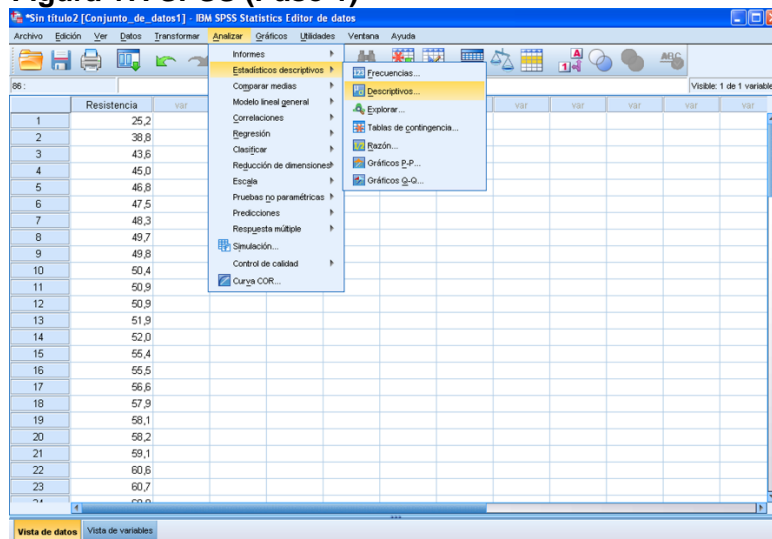 *Sin título2 [Conjunto_de_datos1] - IBM SPSS Statistics Editor de datos
Archivo Edición Ver Datos Transformar Analizar Gráficos Utilidades Ventana Ayuda
86 :
Visible: 1 de 1 variable
Resistencia var var var var var var
1 25,2
2 38,8
3 43,6
4 45,0
5 46,8
6 47,5
7 48,3
8 49,7
9 49,8
10 50,4
11 50,9
12 50,9
13 51,9
14 52,0
15 55,4
16 55,5
17 56,6
18 57,9
19 58,1
20 58,2
21 59,1
22 60,6
23 60,7
Informes
Estadísticos descriptivos
Comparar medias
Modelo lineal general
Correlaciones
Regresión
Clasificar
Reducción de dimensiones
Escala
Pruebas no paramétricas
Predicciones
Respuesta múltiple
Simulación...
Control de calidad
Curva COR...
Frecuencias...
Descriptivos...
Explorar...
Tablas de contingencia...
Razón...
Gráficos P-P...
Gráficos Q-Q...
Vista de datos Vista de variables